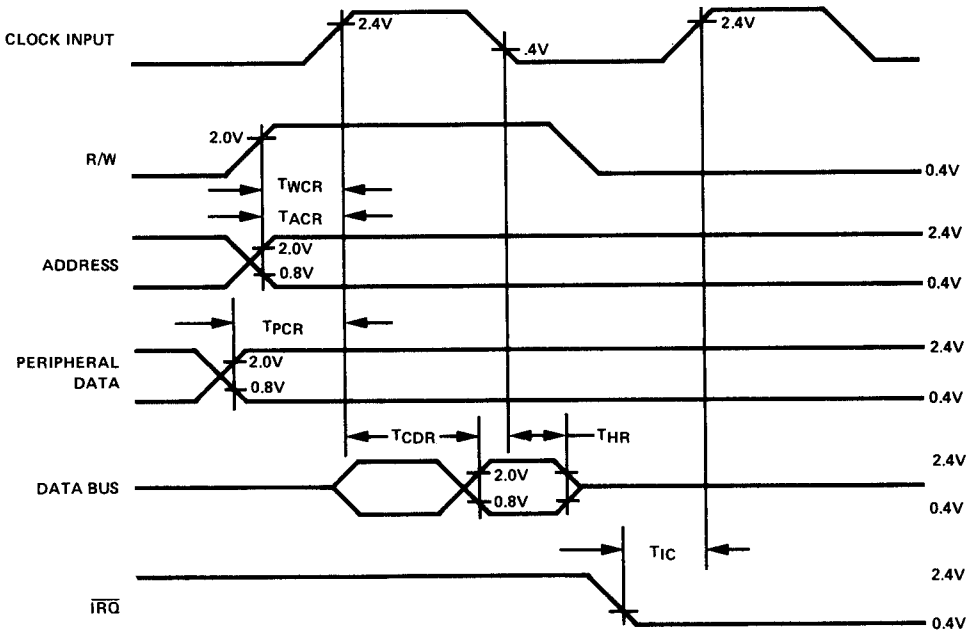 CLOCK INPUT
2.4V
.4V
2.4V
R/W
2.0V
0.4V
TWCR
TACR
ADDRESS
2.0V
0.8V
2.4V
0.4V
TPCR
PERIPHERAL
DATA
2.0V
0.8V
2.4V
0.4V
TCDR
THR
DATA BUS
2.0V
0.8V
2.4V
0.4V
TIC
IRQ
2.4V
0.4V